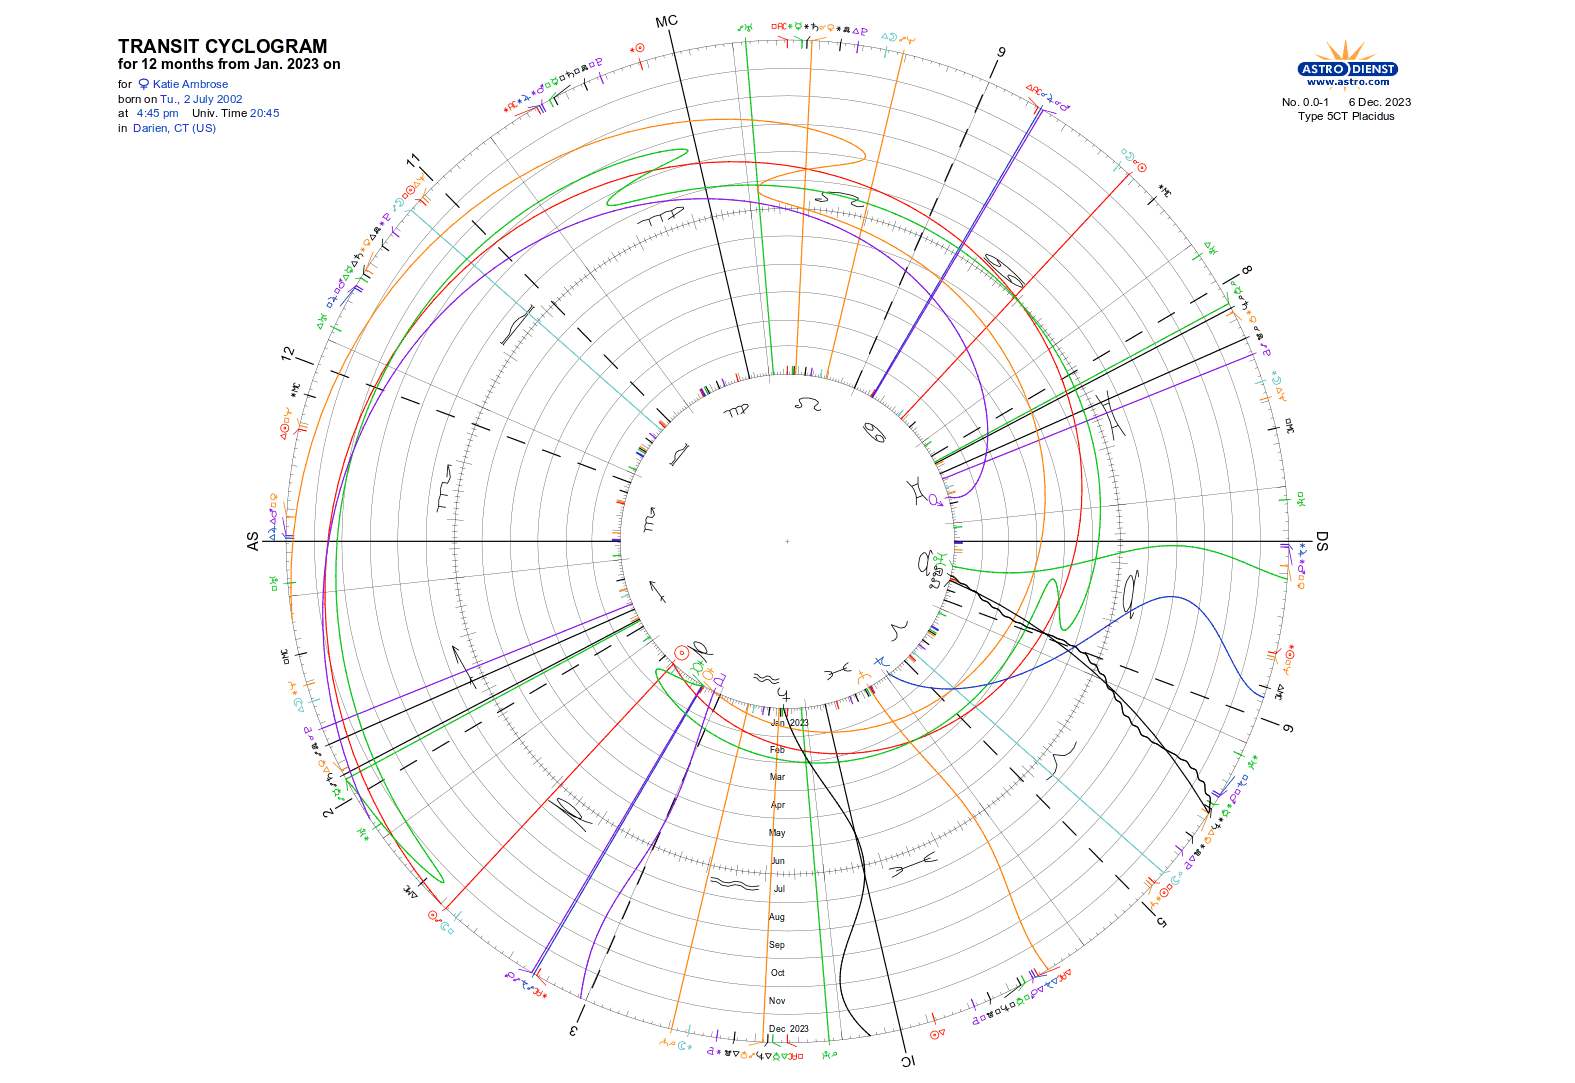 TRANSIT CYCLOGRAM
for 12 months from Jan. 2023 on
for ♀ Katie Ambrose
born on Tu., 2 July 2002
at 4:45 pm Univ. Time 20:45
in Darien, CT (US)
ASTRO DIENST
www.astro.com
No. 0.0-1 6 Dec. 2023
Type 5CT Placidus
MC
9
11
8
12
AS
DS
6
2
5
3
IC
Jan 2023
Feb
Mar
Apr
May
Jun
Jul
Aug
Sep
Oct
Nov
Dec 2023